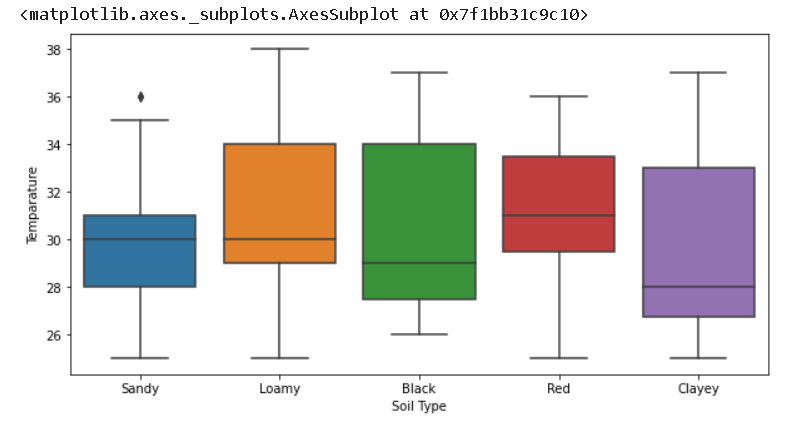 <matplotlib.axes._subplots.AxesSubplot at 0x7f1bb31c9c10>
38
36
34
32
30
28
26
Temparature
Sandy
Loamy
Black
Red
Clayey
Soil Type